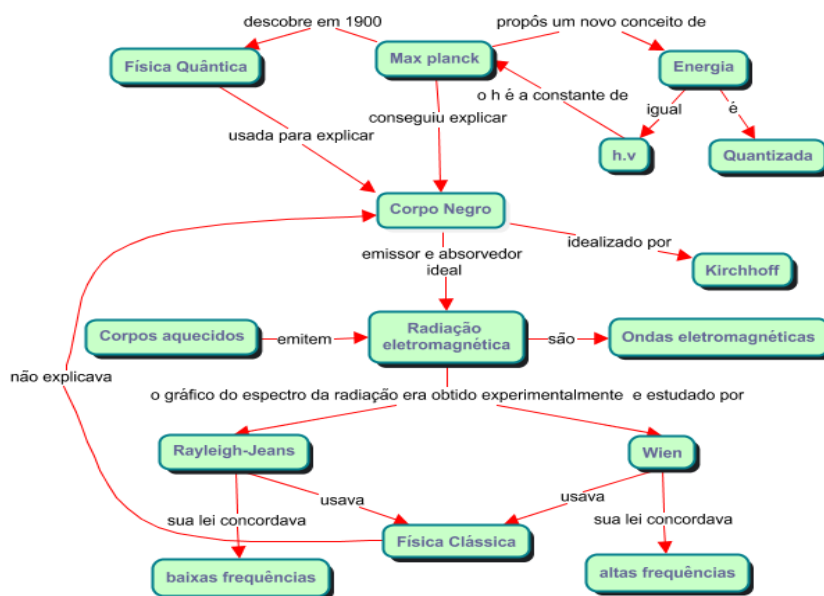 descobre em 1900
propôs um novo conceito de
Física Quântica
Max planck
Energia
o h é a constante de
igual
é
usada para explicar
conseguiu explicar
h.v
Quantizada
Corpo Negro
emissor e absorvedor
ideal
idealizado por
Kirchhoff
Corpos aquecidos
emitem
Radiação
eletromagnética
são
Ondas eletromagnéticas
não explicava
o gráfico do espectro da radiação era obtido experimentalmente e estudado por
Rayleigh-Jeans
Wien
usava
usava
sua lei concordava
sua lei concordava
Física Clássica
baixas frequências
altas frequências